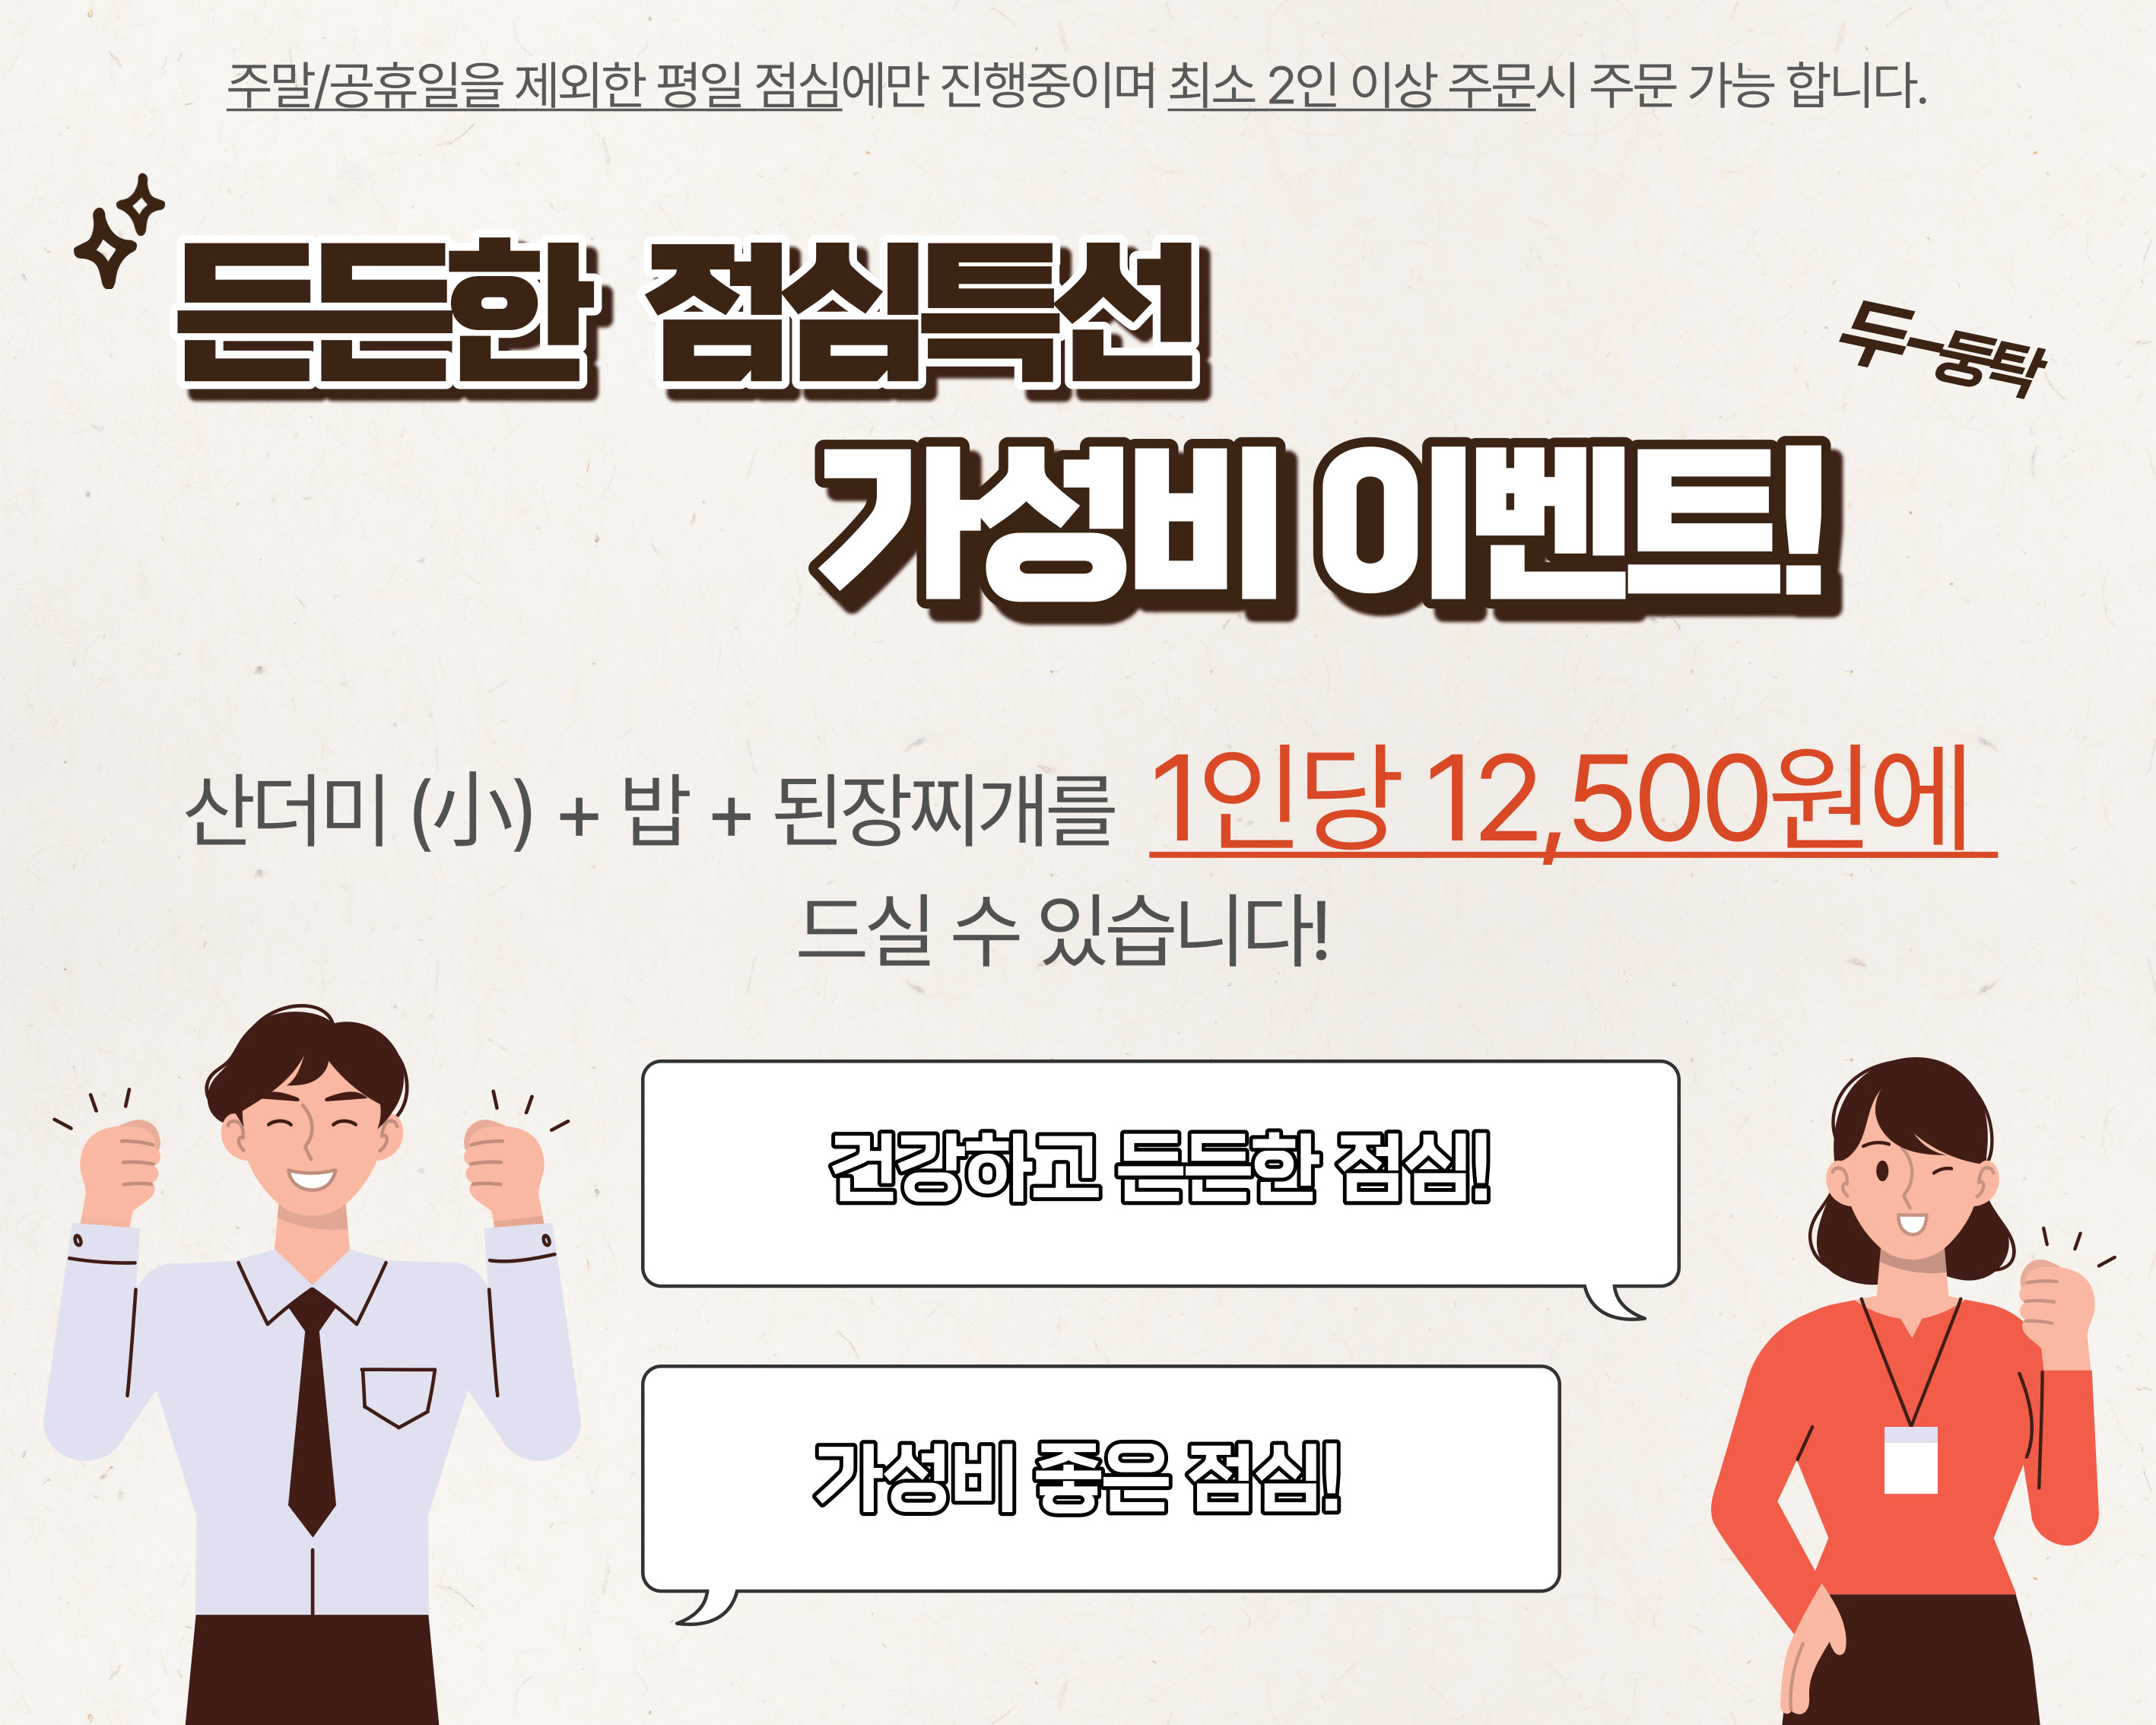 주말/공휴일을 제외한 평일 점심에만 진행중이며 최소 2인 이상 주문시 주문 가능 합니다.
든든한 점심특선
두-둥탁
가성비 이벤트!
산더미 (小) + 밥 + 된장찌개를 1인당 12,500원에
드실 수 있습니다!
건강하고 든든한 점심!
가성비 좋은 점심!